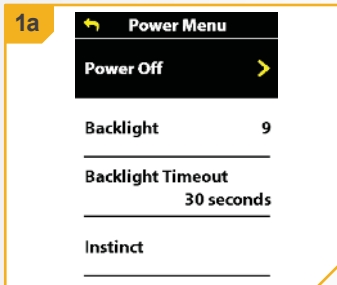 1a
Power Menu
Power Off
Backlight 9
Backlight Timeout
30 seconds
Instinct